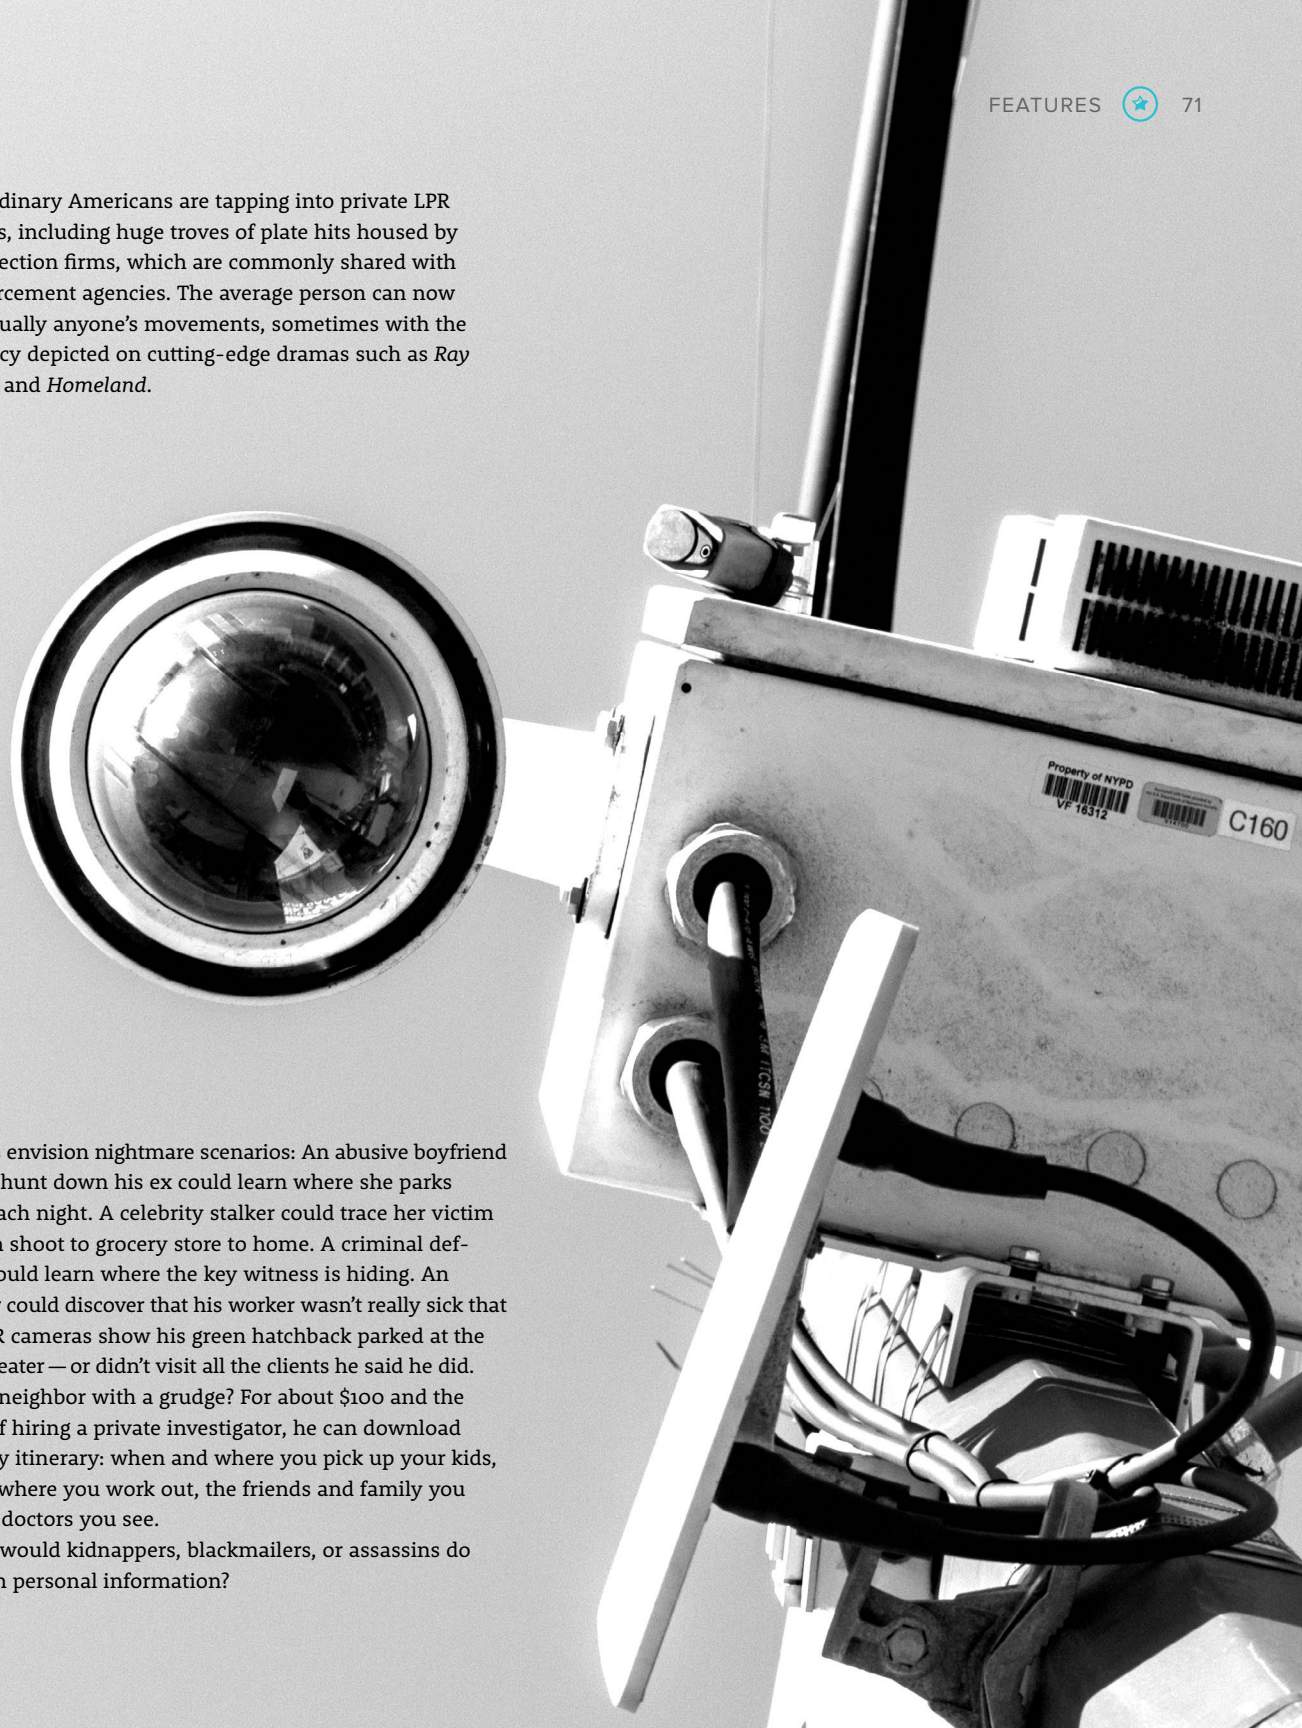 FEATURES 71
dinary Americans are tapping into private LPR
s, including huge troves of plate hits housed by
ection firms, which are commonly shared with
rcement agencies. The average person can now
ually anyone’s movements, sometimes with the
cy depicted on cutting-edge dramas such as Ray
and Homeland.
Property of NYPD
VF 16312
C160
envision nightmare scenarios: An abusive boyfriend
hunt down his ex could learn where she parks
ach night. A celebrity stalker could trace her victim
n shoot to grocery store to home. A criminal def-
ould learn where the key witness is hiding. An
r could discover that his worker wasn’t really sick that
R cameras show his green hatchback parked at the
eater — or didn’t visit all the clients he said he did.
neighbor with a grudge? For about $100 and the
f hiring a private investigator, he can download
y itinerary: when and where you pick up your kids,
where you work out, the friends and family you
doctors you see.
would kidnappers, blackmailers, or assassins do
n personal information?